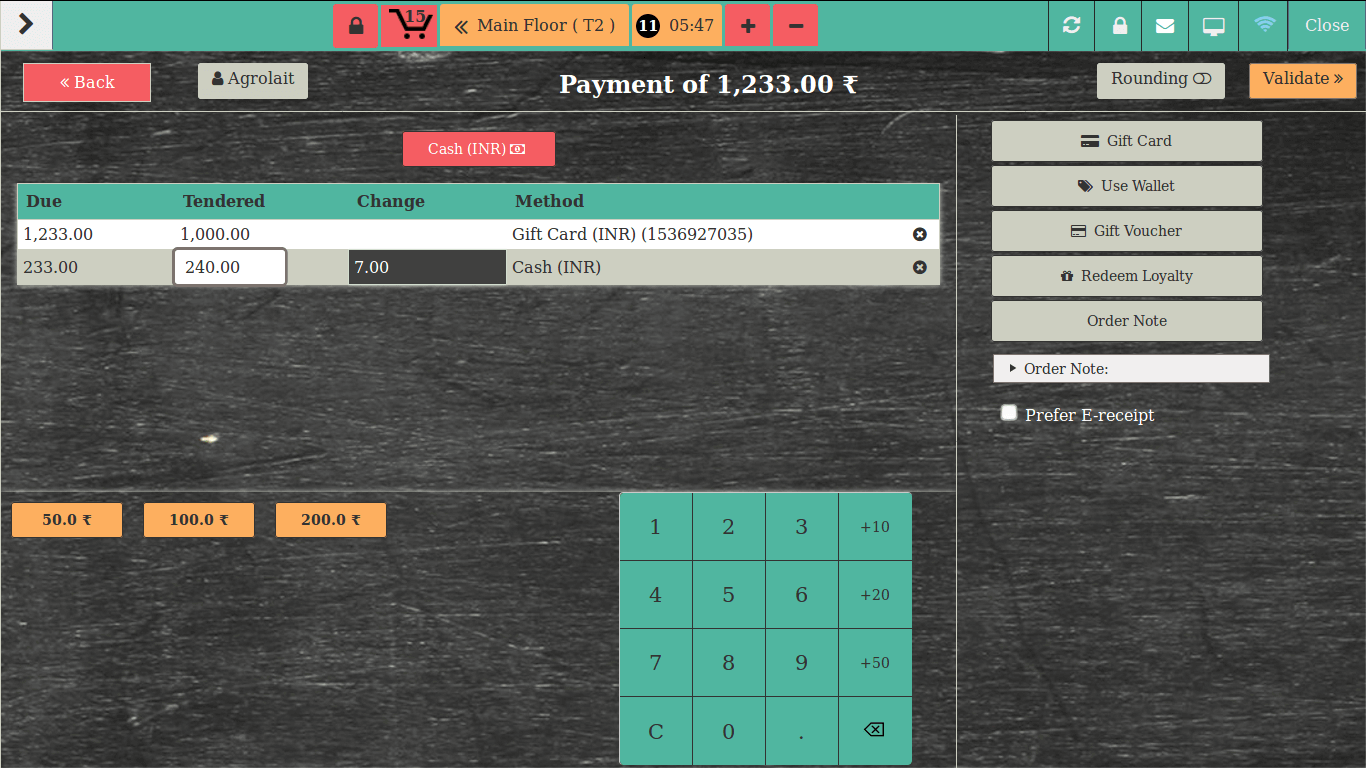 15
Main Floor ( T2 )
11 05:47
Close
Back
Agrolait
Payment of 1,233.00 ₹
Rounding
Validate
Cash (INR)
Due Tendered Change Method
1,233.00 1,000.00 Gift Card (INR) (1536927035)
233.00 240.00 7.00 Cash (INR)
Gift Card
Use Wallet
Gift Voucher
Redeem Loyalty
Order Note
Order Note:
Prefer E-receipt
50.0 ₹ 100.0 ₹ 200.0 ₹
1 2 3 +10
4 5 6 +20
7 8 9 +50
C 0 .